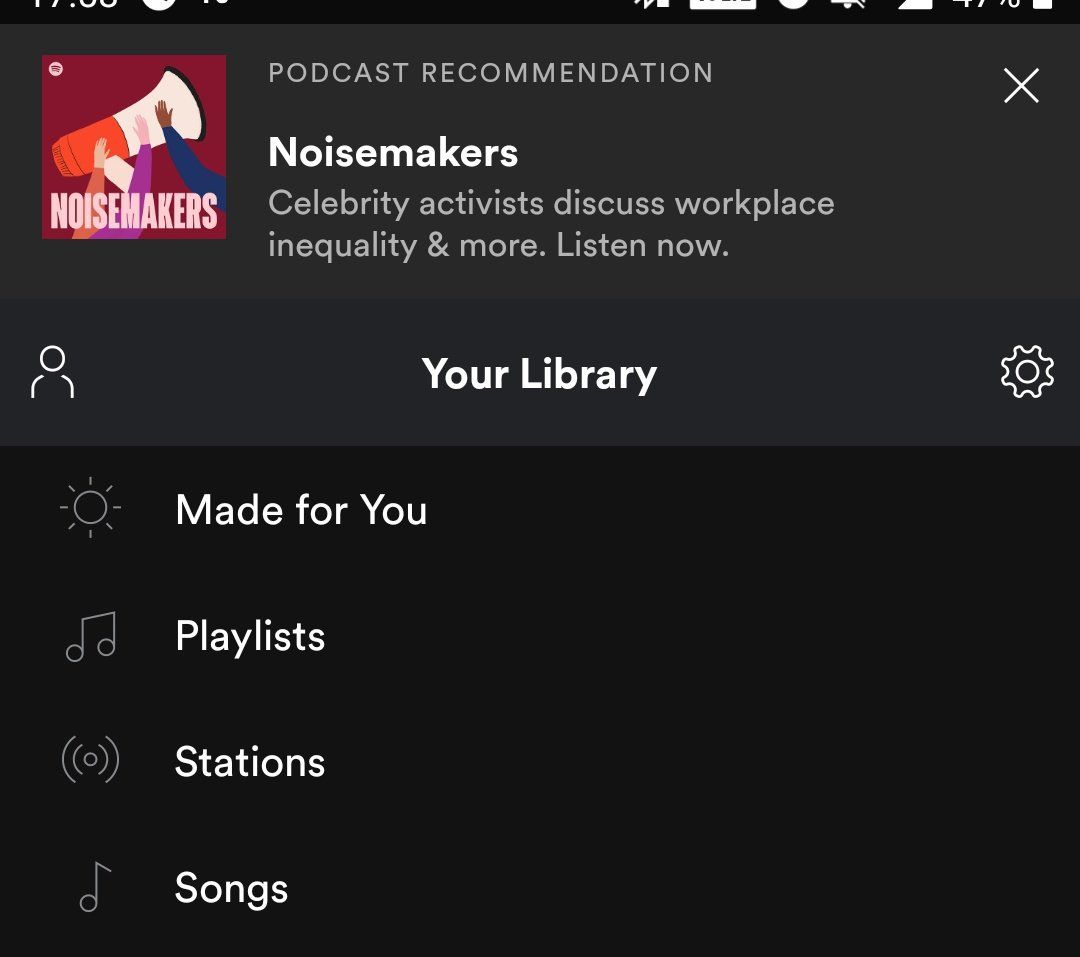 47%
PODCAST RECOMMENDATION
Noisemakers
Celebrity activists discuss workplace
inequality & more. Listen now.
NOISEMAKERS
Your Library
Made for You
Playlists
Stations
Songs